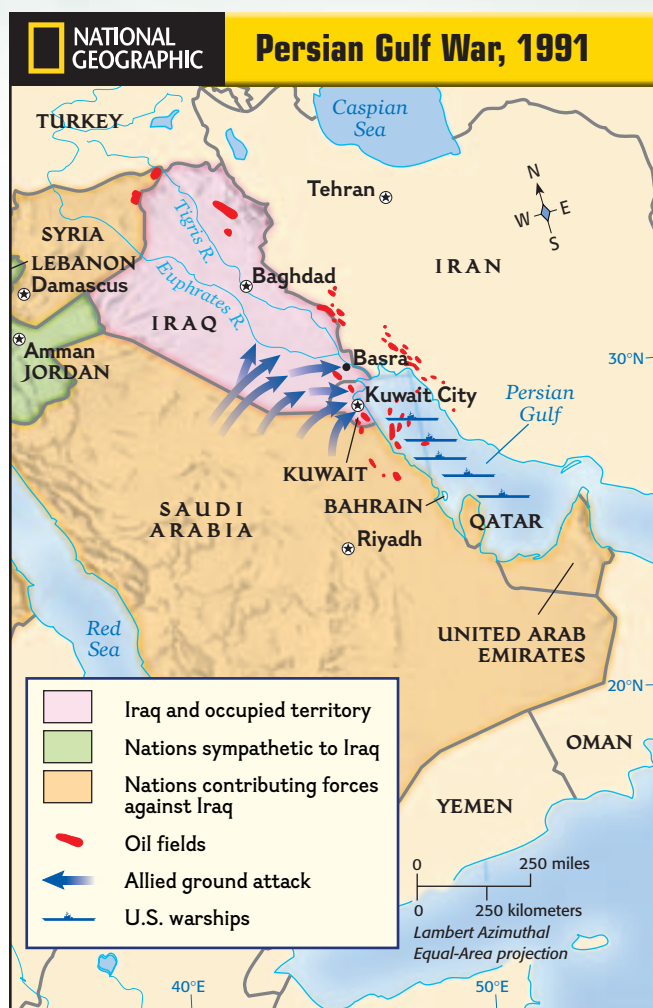 NATIONAL
GEOGRAPHIC
Persian Gulf War, 1991
Caspian
Sea
TURKEY
Tehran
N
W
E
S
SYRIA
Tigris R.
LEBANON
Damascus
Baghdad
IRAN
Euphrates R.
IRAQ
Amman
JORDAN
Basra
30°N
Kuwait City
Persian
Gulf
KUWAIT
SAUDI
ARABIA
BAHRAIN
QATAR
Riyadh
Red
Sea
UNITED ARAB
EMIRATES
20°N
Iraq and occupied territory
Nations sympathetic to Iraq
Nations contributing forces
against Iraq
Oil fields
Allied ground attack
U.S. warships
OMAN
YEMEN
0
250 miles
0
250 kilometers
Lambert Azimuthal
Equal-Area projection
40°E
50°E